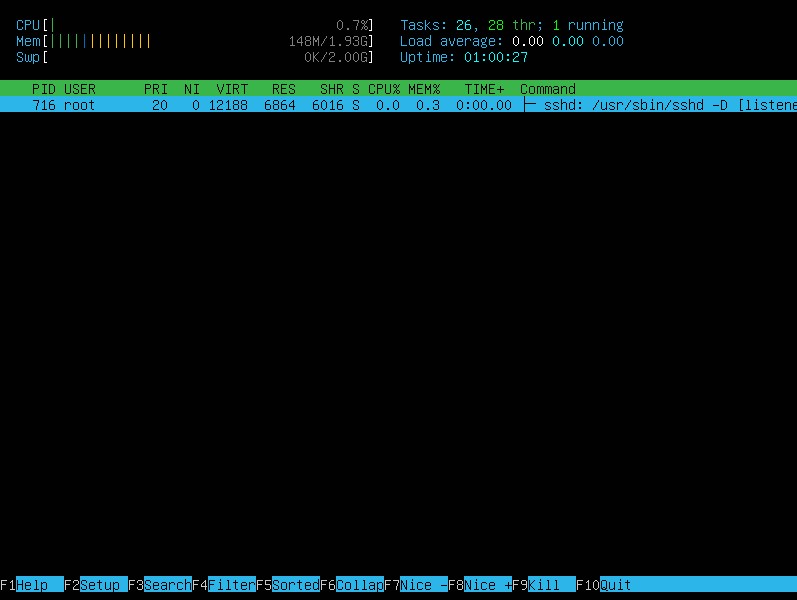 CPU[| 0.7%] Tasks: 26, 28 thr; 1 running
Mem[||||||||||||| 148M/1.93G] Load average: 0.00 0.00 0.00
Swp[ 0K/2.00G] Uptime: 01:00:27
PID USER PRI NI VIRT RES SHR S CPU% MEM% TIME+ Command
716 root 20 0 12188 6864 6016 S 0.0 0.3 0:00.00 ├─ sshd: /usr/sbin/sshd -D [listene
F1Help F2Setup F3SearchF4FilterF5SortedF6CollapF7Nice -F8Nice +F9Kill F10Quit